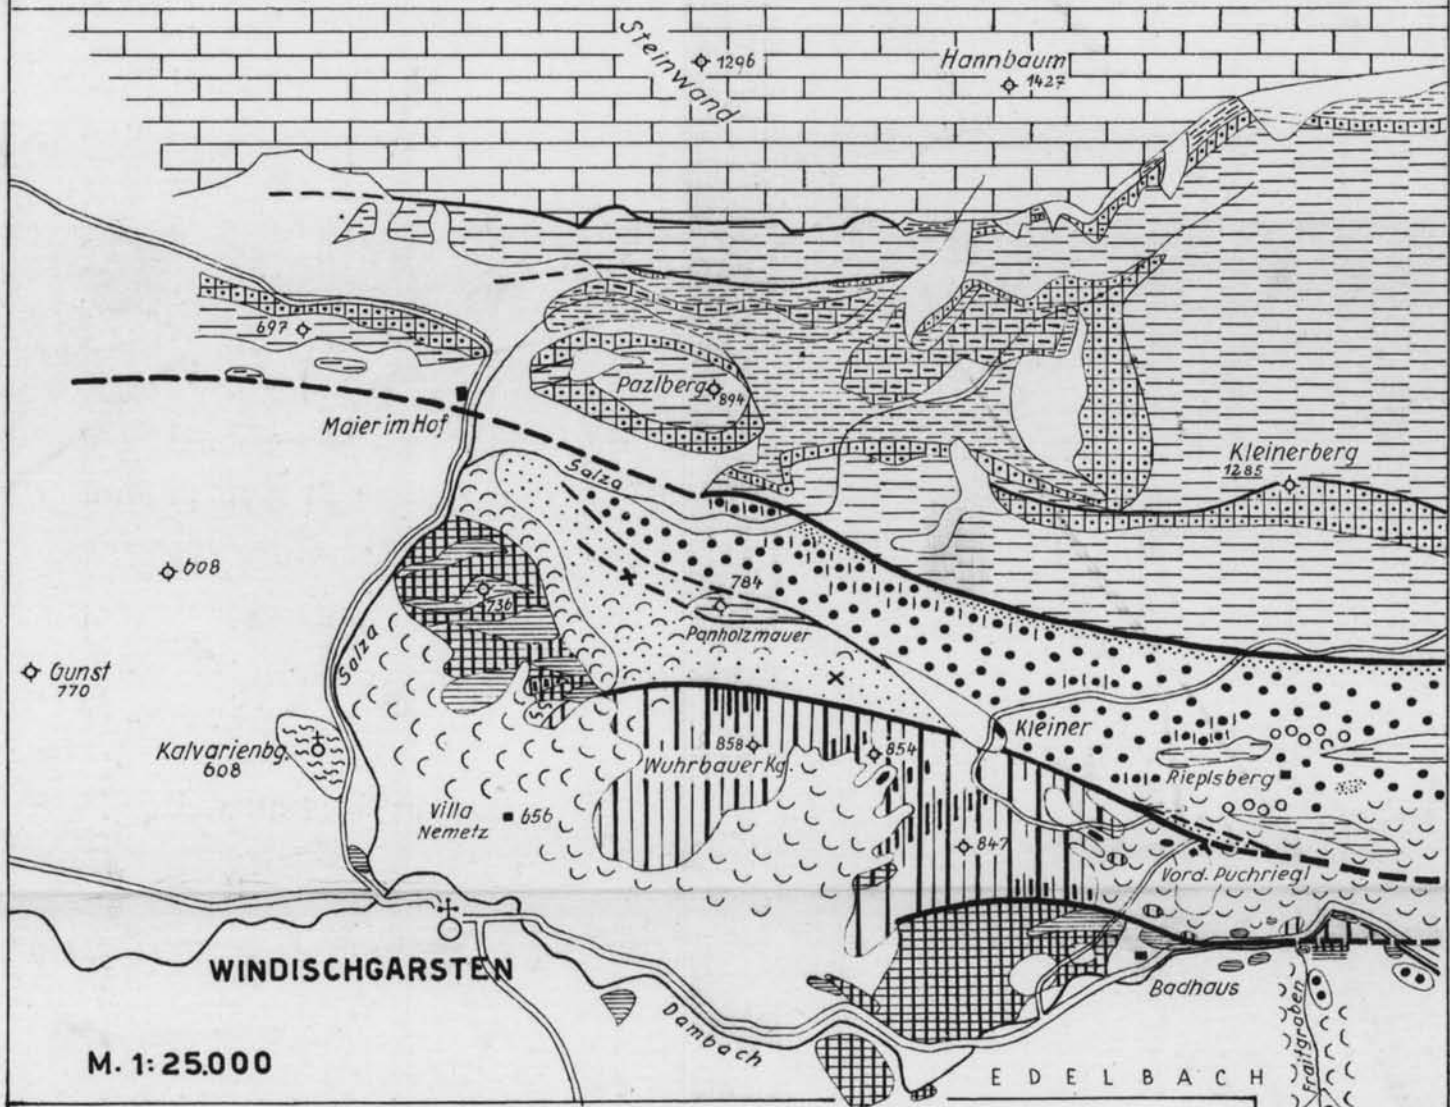 Steinwand
1296
Hannbaum
1427
697
Pazlberg
894
Maier im Hof
Kleinerberg
1285
Salza
608
784
736
Panholzmauer
Gunst
770
Salza
Kleiner
Kalvarienbg.
608
858
854
Wuhrbauer Kg.
Rieplsberg
Villa
Nemetz
656
847
Vord. Puchriegl
WINDISCHGARSTEN
Badhaus
Dambach
Fraitgraben
M. 1:25.000
EDELBACH